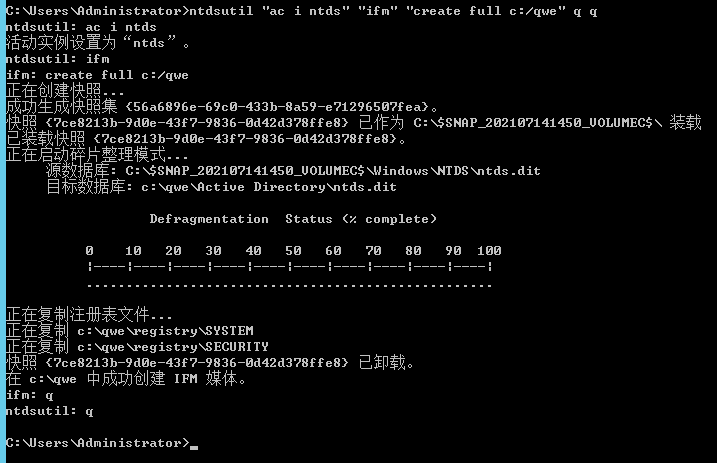 C:\Users\Administrator>ntdsutil "ac i ntds" "ifm" "create full c:/qwe" q q
ntdsutil: ac i ntds
活动实例设置为“ntds”。
ntdsutil: ifm
ifm: create full c:/qwe
正在创建快照...
成功生成快照集 {56a6896e-69c0-433b-8a59-e71296507fea}。
快照 {7ce8213b-9d0e-43f7-9836-0d42d378ffe8} 已作为 C:\$SNAP_202107141450_VOLUMEC$\ 装载
已装载快照 {7ce8213b-9d0e-43f7-9836-0d42d378ffe8}。
正在启动碎片整理模式...
源数据库: C:\$SNAP_202107141450_VOLUMEC$\Windows\NTDS\ntds.dit
目标数据库: c:\qwe\Active Directory\ntds.dit
Defragmentation  Status (% complete)
0    10   20   30   40   50   60   70   80   90  100
|----|----|----|----|----|----|----|----|----|----|
...................................................
正在复制注册表文件...
正在复制 c:\qwe\registry\SYSTEM
正在复制 c:\qwe\registry\SECURITY
快照 {7ce8213b-9d0e-43f7-9836-0d42d378ffe8} 已卸载。
在 c:\qwe 中成功创建 IFM 媒体。
ifm: q
ntdsutil: q
C:\Users\Administrator>_